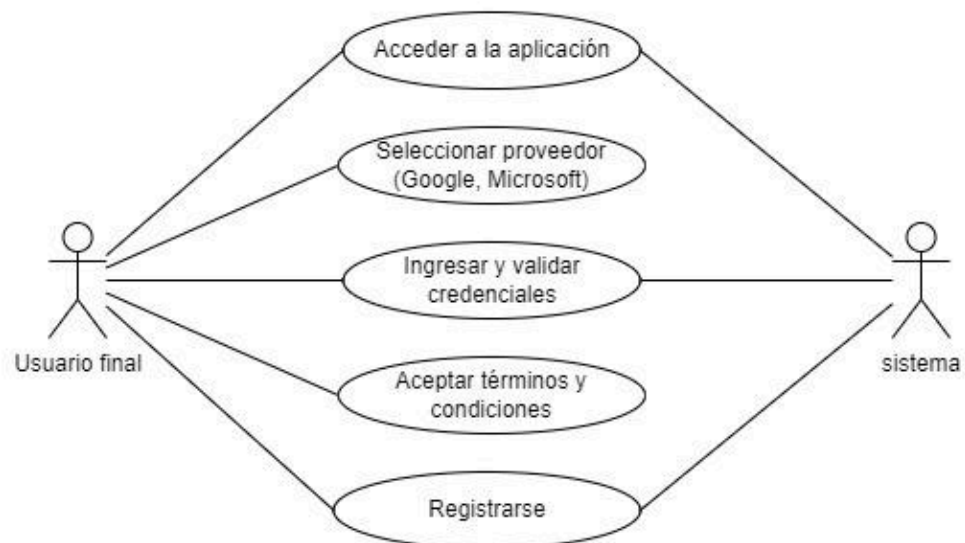 Acceder a la aplicación
Seleccionar proveedor
(Google, Microsoft)
Ingresar y validar
credenciales
Usuario final
sistema
Aceptar términos y
condiciones
Registrarse